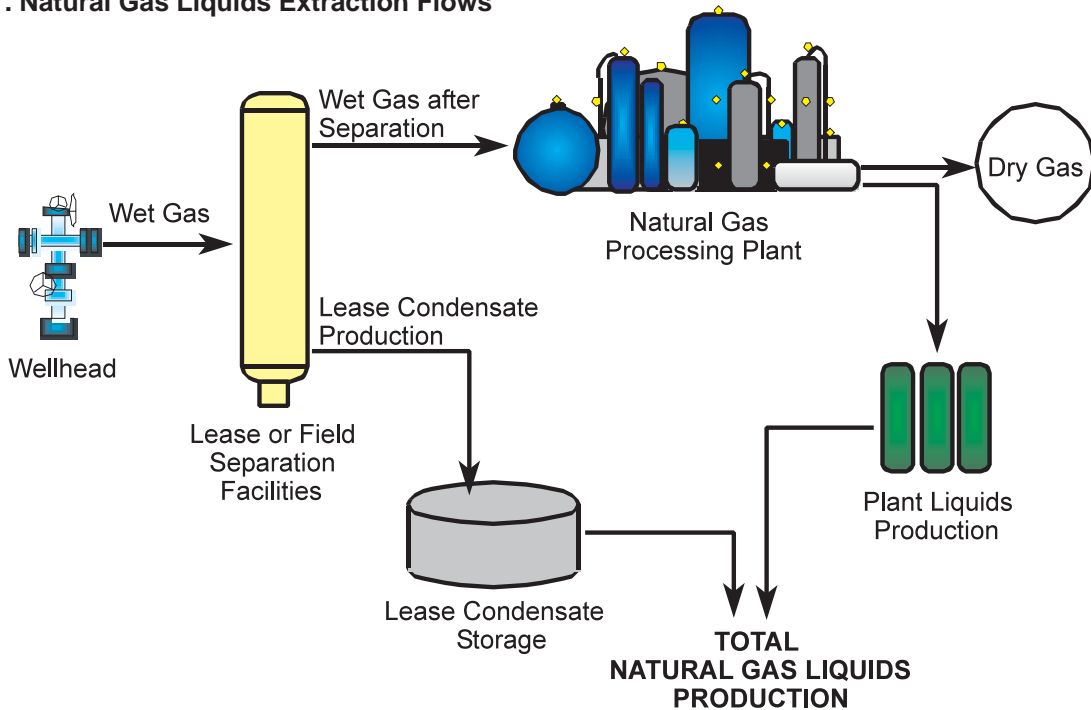 . Natural Gas Liquids Extraction Flows
Wet Gas after
Separation
Dry Gas
Wet Gas
Natural Gas
Processing Plant
Lease Condensate
Production
Wellhead
Lease or Field
Separation
Facilities
Plant Liquids
Production
Lease Condensate
Storage
TOTAL
NATURAL GAS LIQUIDS
PRODUCTION